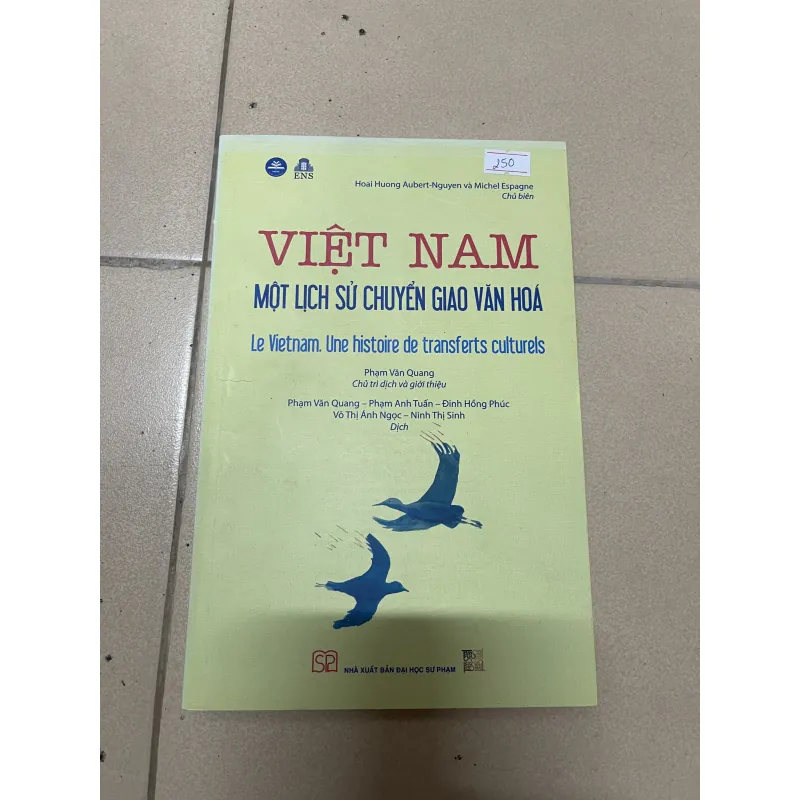 250
ENS
Hoai Huong Aubert-Nguyen và Michel Espagne
Chủ biên
VIỆT NAM
MỘT LỊCH SỬ CHUYỂN GIAO VĂN HOÁ
Le Vietnam. Une histoire de transferts culturels
Phạm Văn Quang
Chủ trì dịch và giới thiệu
Phạm Văn Quang – Phạm Anh Tuấn – Đinh Hồng Phúc
Võ Thị Ánh Ngọc – Ninh Thị Sinh
Dịch
SP
NHÀ XUẤT BẢN ĐẠI HỌC SƯ PHẠM